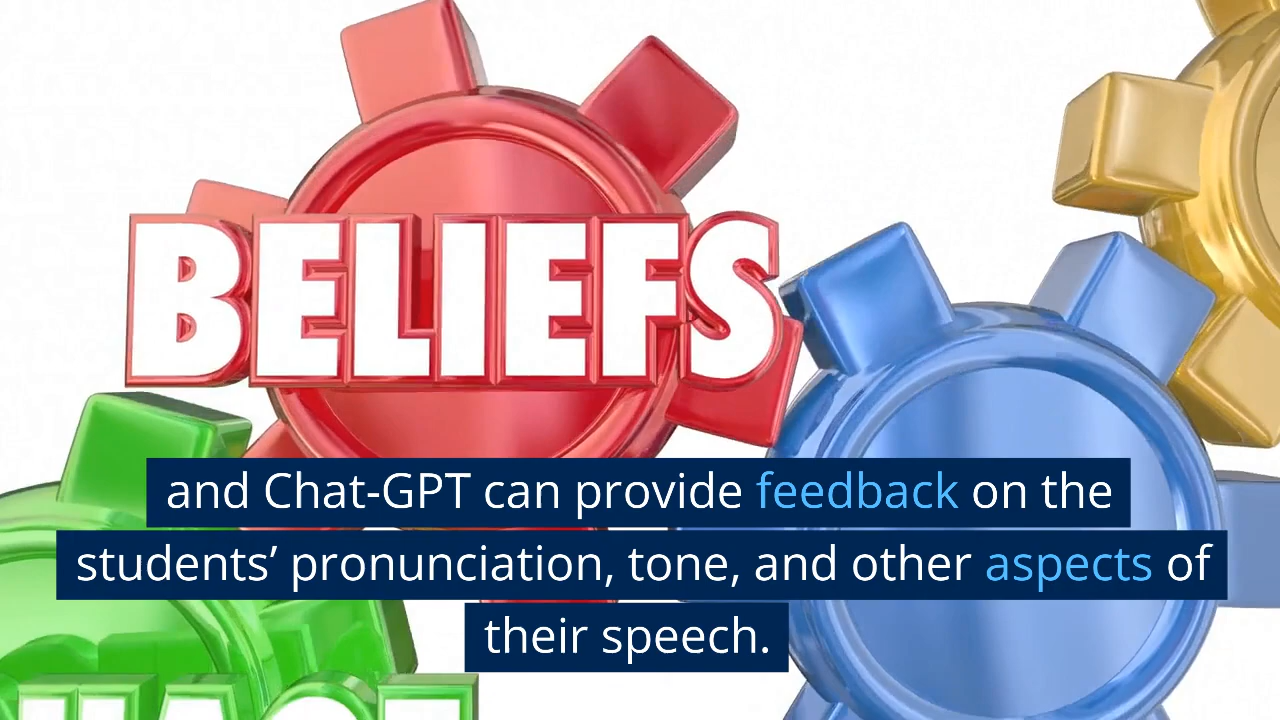 BELIEFS
and Chat-GPT can provide feedback on the
students’ pronunciation, tone, and other aspects of
their speech.